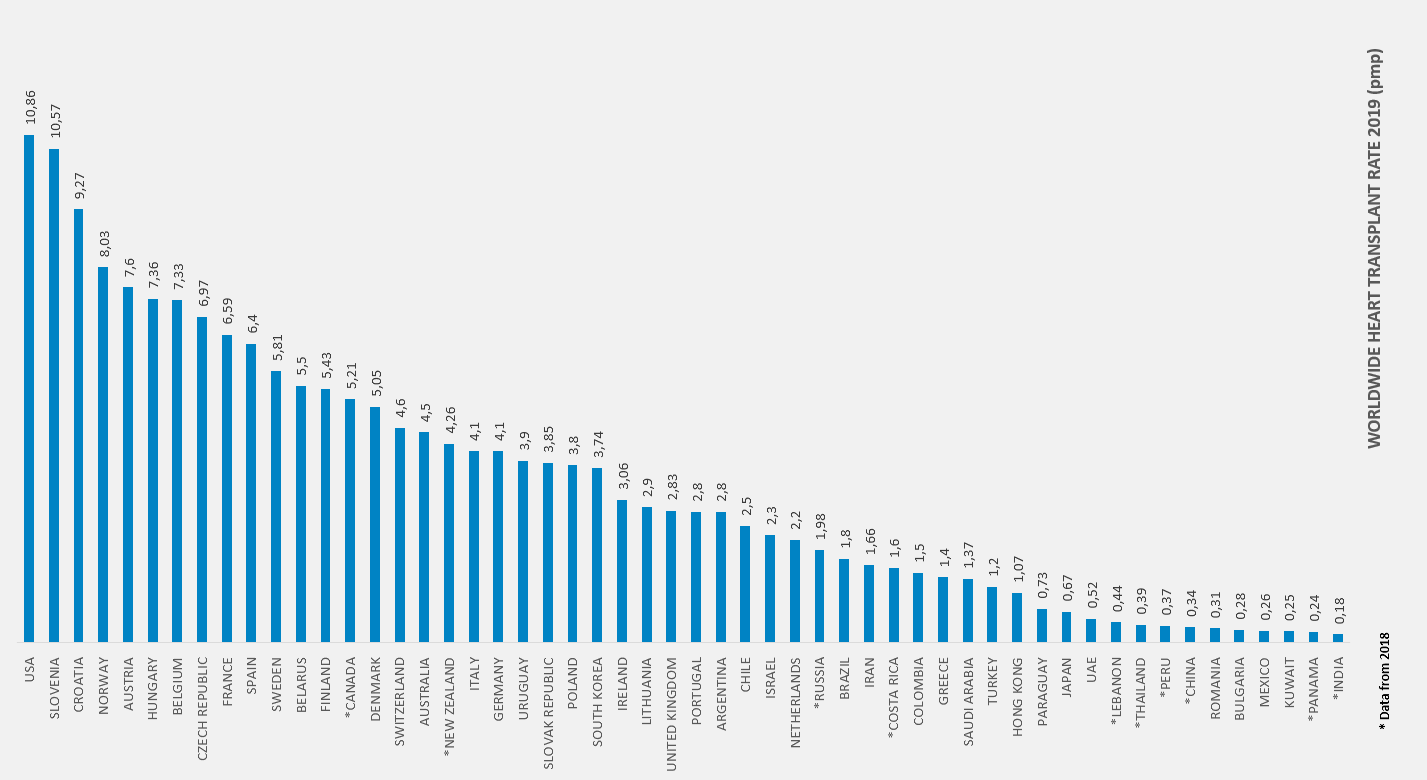 WORLDWIDE HEART TRANSPLANT RATE 2019 (pmp)
10,86
10,57
9,27
8,03
7,6
7,36
7,33
6,97
6,59
6,4
5,81
5,5
5,43
5,21
5,05
4,6
4,5
4,26
4,1
4,1
3,9
3,85
3,8
3,74
3,06
2,9
2,83
2,8
2,8
2,5
2,3
2,2
1,98
1,8
1,66
1,6
1,5
1,4
1,37
1,2
1,07
0,73
0,67
0,52
0,44
0,39
0,37
0,34
0,31
0,28
0,26
0,25
0,24
0,18
USA
SLOVENIA
CROATIA
NORWAY
AUSTRIA
HUNGARY
BELGIUM
CZECH REPUBLIC
FRANCE
SPAIN
SWEDEN
BELARUS
FINLAND
*CANADA
DENMARK
SWITZERLAND
AUSTRALIA
*NEW ZEALAND
ITALY
GERMANY
URUGUAY
SLOVAK REPUBLIC
POLAND
SOUTH KOREA
IRELAND
LITHUANIA
UNITED KINGDOM
PORTUGAL
ARGENTINA
CHILE
ISRAEL
NETHERLANDS
*RUSSIA
BRAZIL
IRAN
*COSTA RICA
COLOMBIA
GREECE
SAUDI ARABIA
TURKEY
HONG KONG
PARAGUAY
JAPAN
UAE
*LEBANON
*THAILAND
*PERU
*CHINA
ROMANIA
BULGARIA
MEXICO
KUWAIT
*PANAMA
*INDIA
* Data from 2018